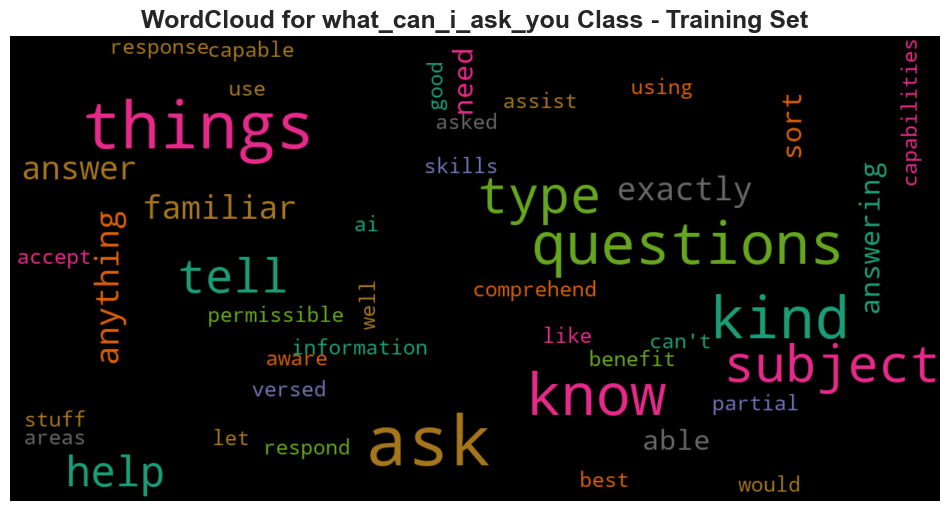 WordCloud for what_can_i_ask_you Class - Training Set
response
capable
good
need
capabilities
use
using
assist
things
sort
asked
answer
skills
type
exactly
answering
familiar
ai
anything
questions
accept
tell
comprehend
permissible
well
kind
information
like
can't
aware
benefit
subject
versed
know
partial
stuff
areas
let
respond
ask
able
help
best
would